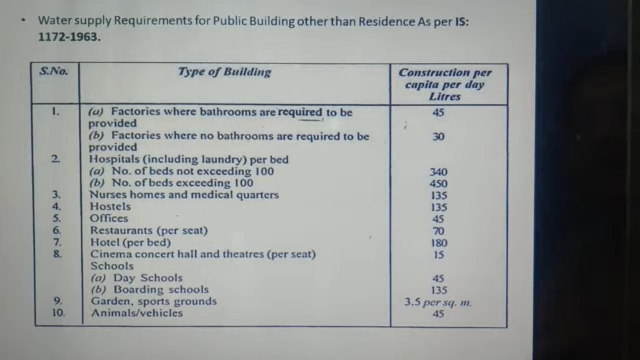 • Water supply Requirements for Public Building other than Residence As per IS:
1172-1963.
S.No. Type of Building Construction per
capita per day
Litres
1. (a) Factories where bathrooms are required to be 45
provided
(b) Factories where no bathrooms are required to be 30
provided
2. Hospitals (including laundry) per bed
(a) No. of beds not exceeding 100 340
(b) No. of beds exceeding 100 450
3. Nurses homes and medical quarters 135
4. Hostels 135
5. Offices 45
6. Restaurants (per seat) 70
7. Hotel (per bed) 180
8. Cinema concert hall and theatres (per seat) 15
Schools
(a) Day Schools 45
(b) Boarding schools 135
9. Garden, sports grounds 3.5 per sq. m.
10. Animals/vehicles 45